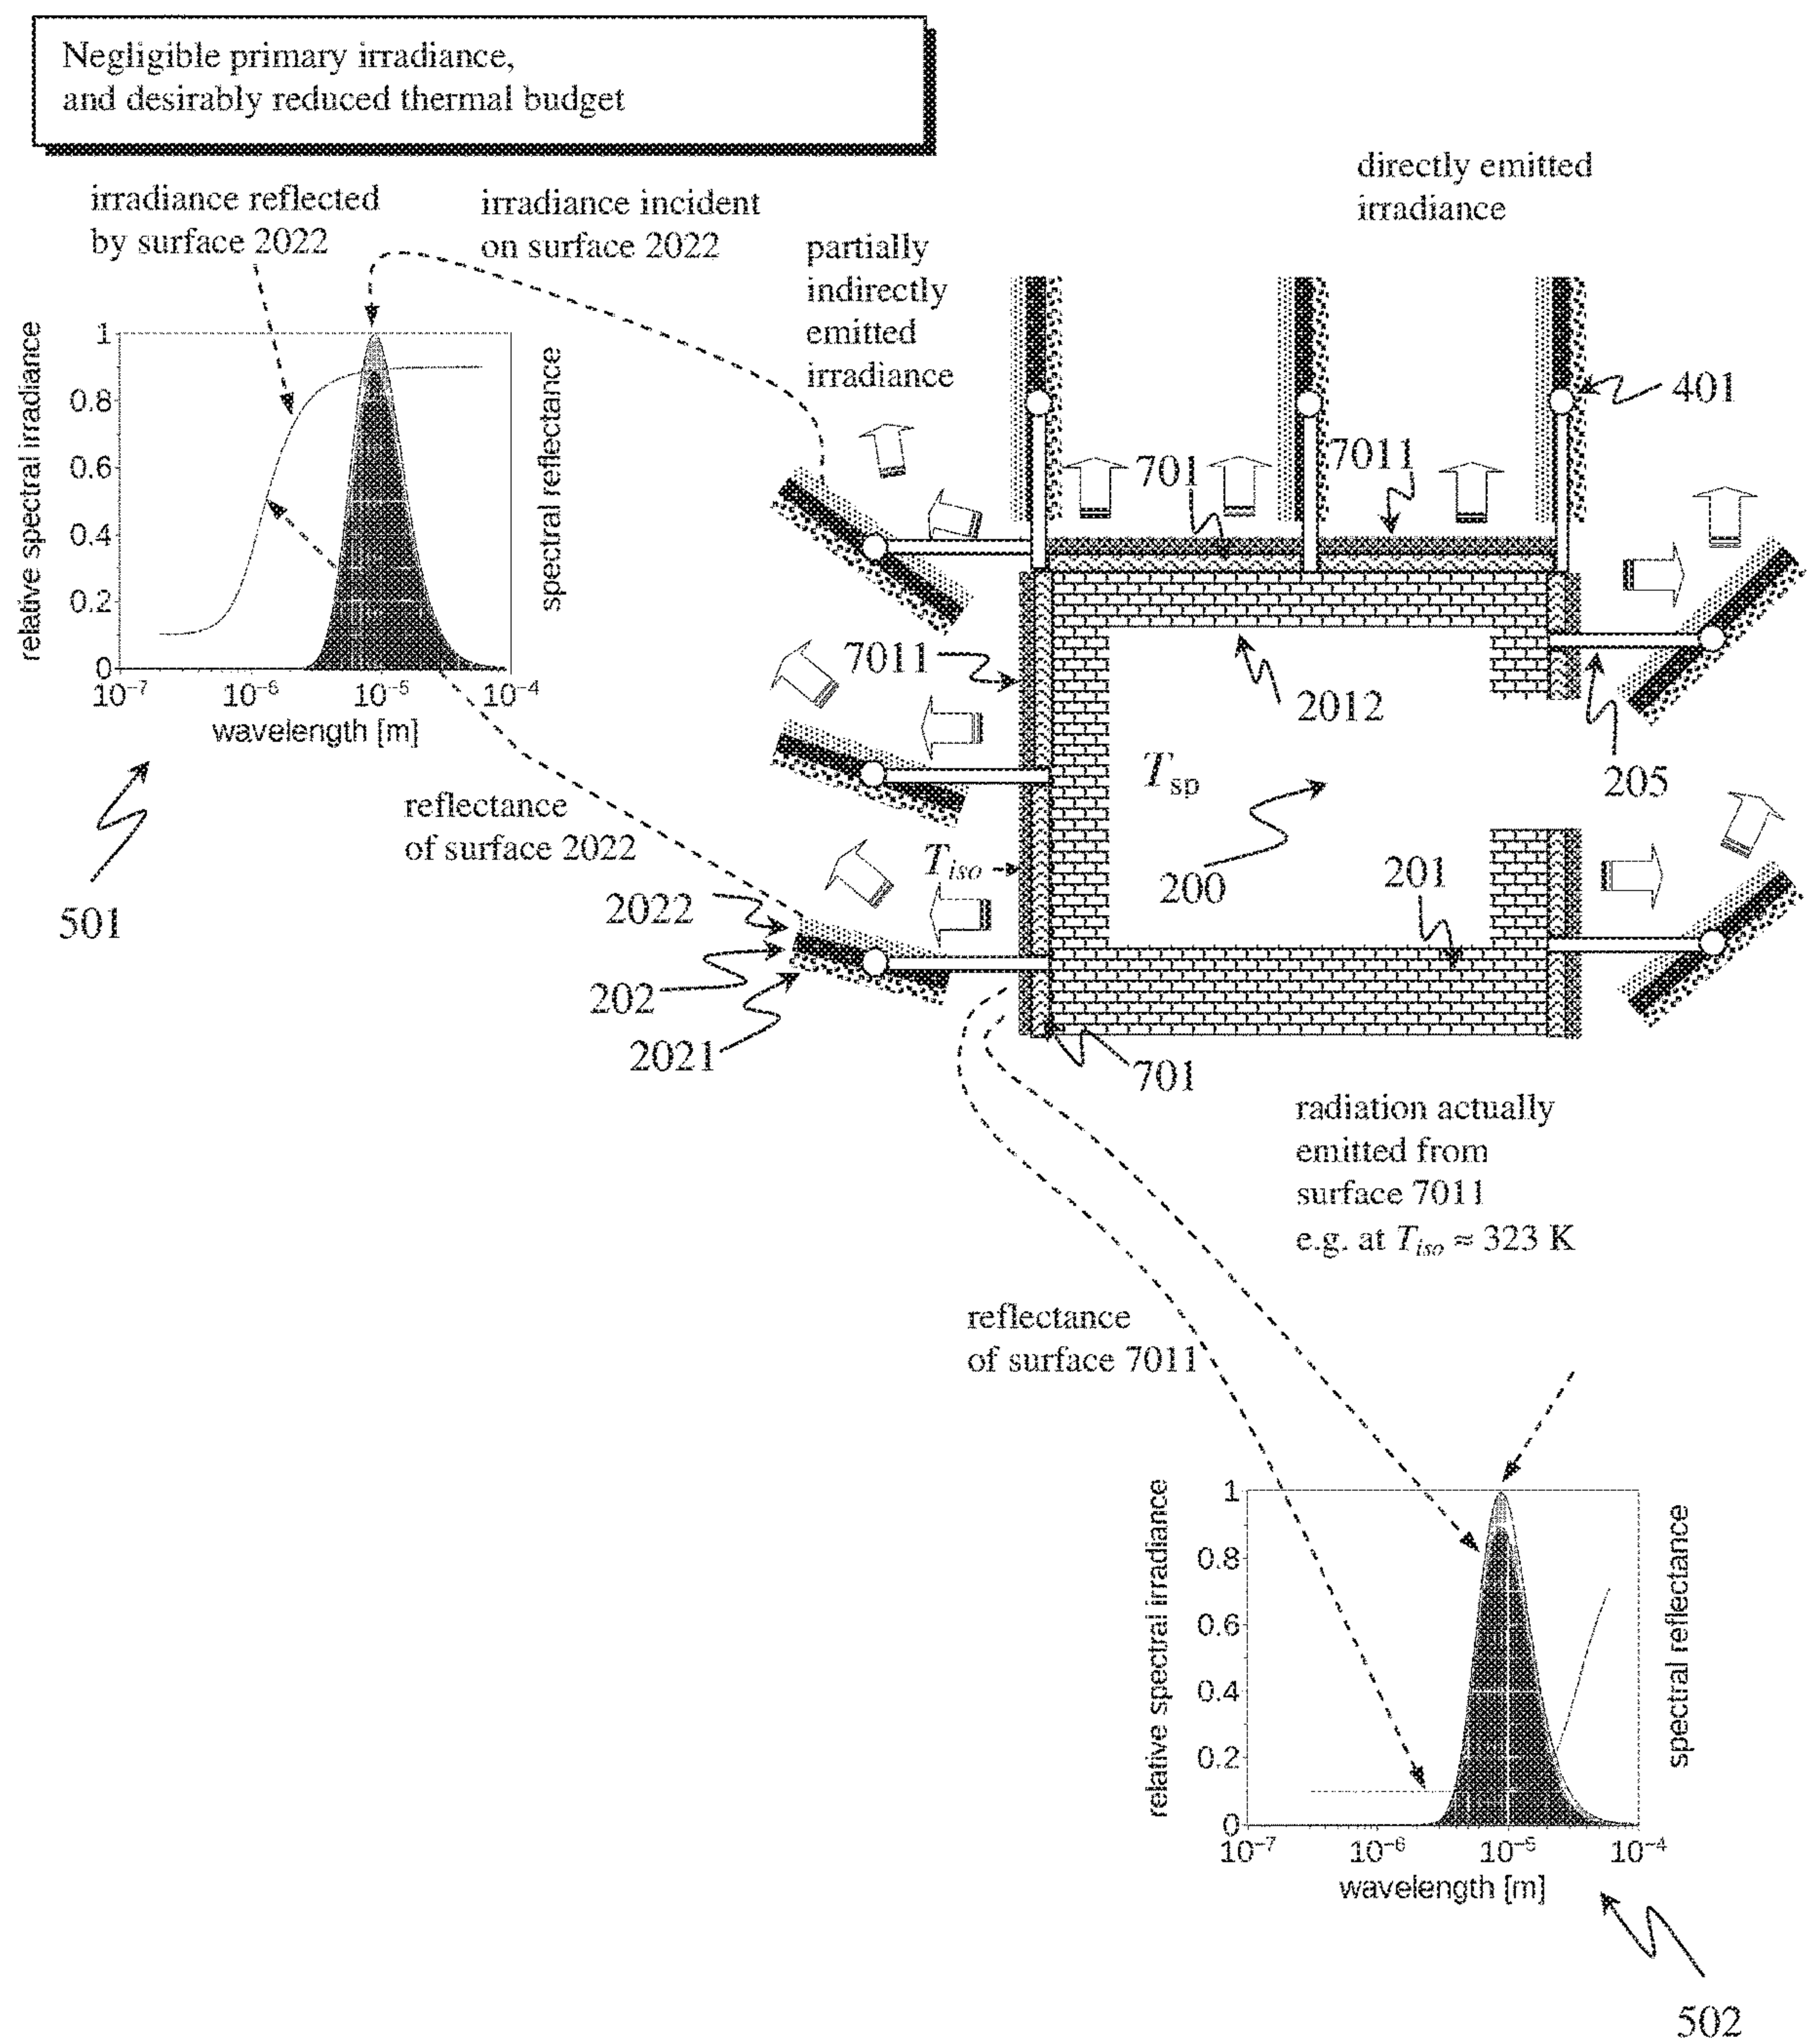 Negligible primary irradiance,
and desirably reduced thermal budget
directly emitted
irradiance
irradiance reflected
by surface 2022
irradiance incident
on surface 2022
partially
indirectly
emitted
irradiance
relative spectral irradiance
1
0.8
0.6
0.4
0.2
0
10⁻⁷
10⁻⁶
10⁻⁵
10⁻⁴
wavelength [m]
spectral reflectance
501
401
701
7011
7011
2012
T_sp
205
reflectance
of surface 2022
T_iso
200
201
2022
202
2021
701
radiation actually
emitted from
surface 7011
e.g. at T_iso ≈ 323 K
reflectance
of surface 7011
relative spectral irradiance
1
0.8
0.6
0.4
0.2
0
10⁻⁷
10⁻⁶
10⁻⁵
10⁻⁴
wavelength [m]
spectral reflectance
502